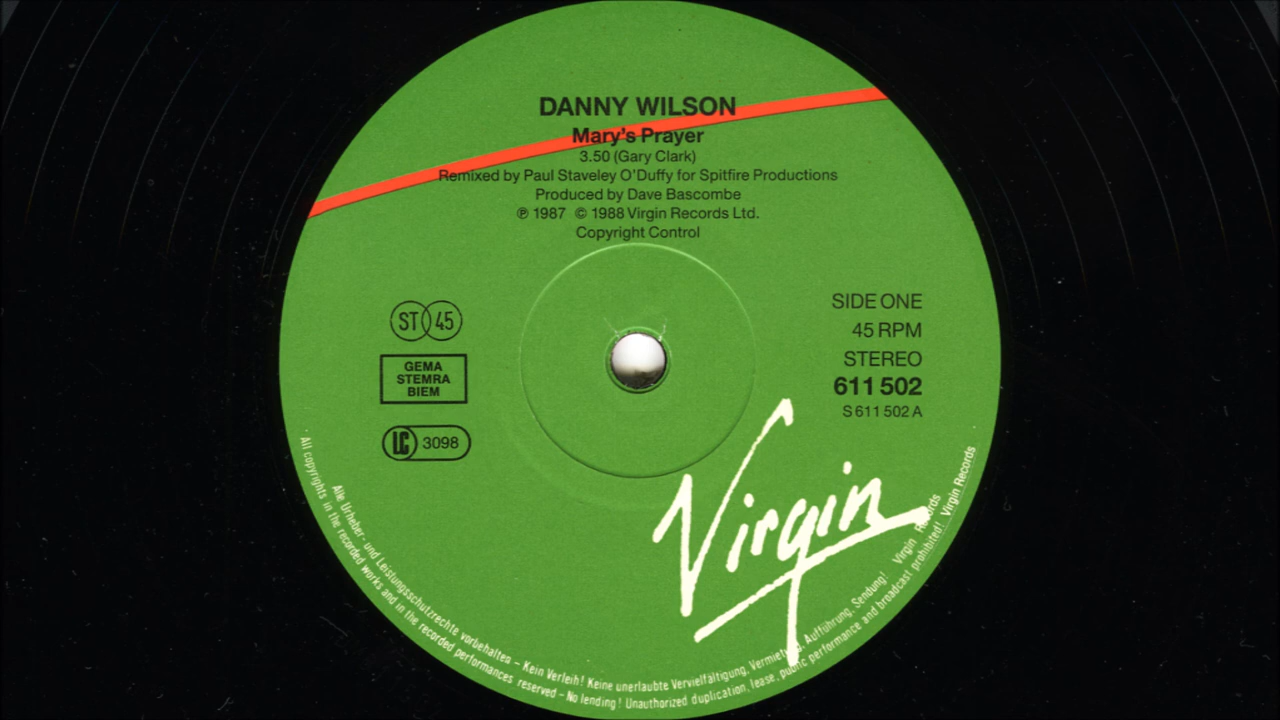 DANNY WILSON
Mary's Prayer
3.50 (Gary Clark)
Remixed by Paul Staveley O'Duffy for Spitfire Productions
Produced by Dave Bascombe
℗ 1987 © 1988 Virgin Records Ltd.
Copyright Control
ST 45
GEMA
STEMRA
BIEM
LC 3098
SIDE ONE
45 RPM
STEREO
611 502
S 611 502 A
Virgin
Alle Urheber- und Leistungsschutzrechte vorbehalten – Kein Verleih! Keine unerlaubte Vervielfältigung, Aufführung, Sendung! Virgin
All copyrights in the recorded works and in the recorded performances reserved – No lending! Unauthorized duplication, lease, public performance and broadcast prohibited! Virgin Records